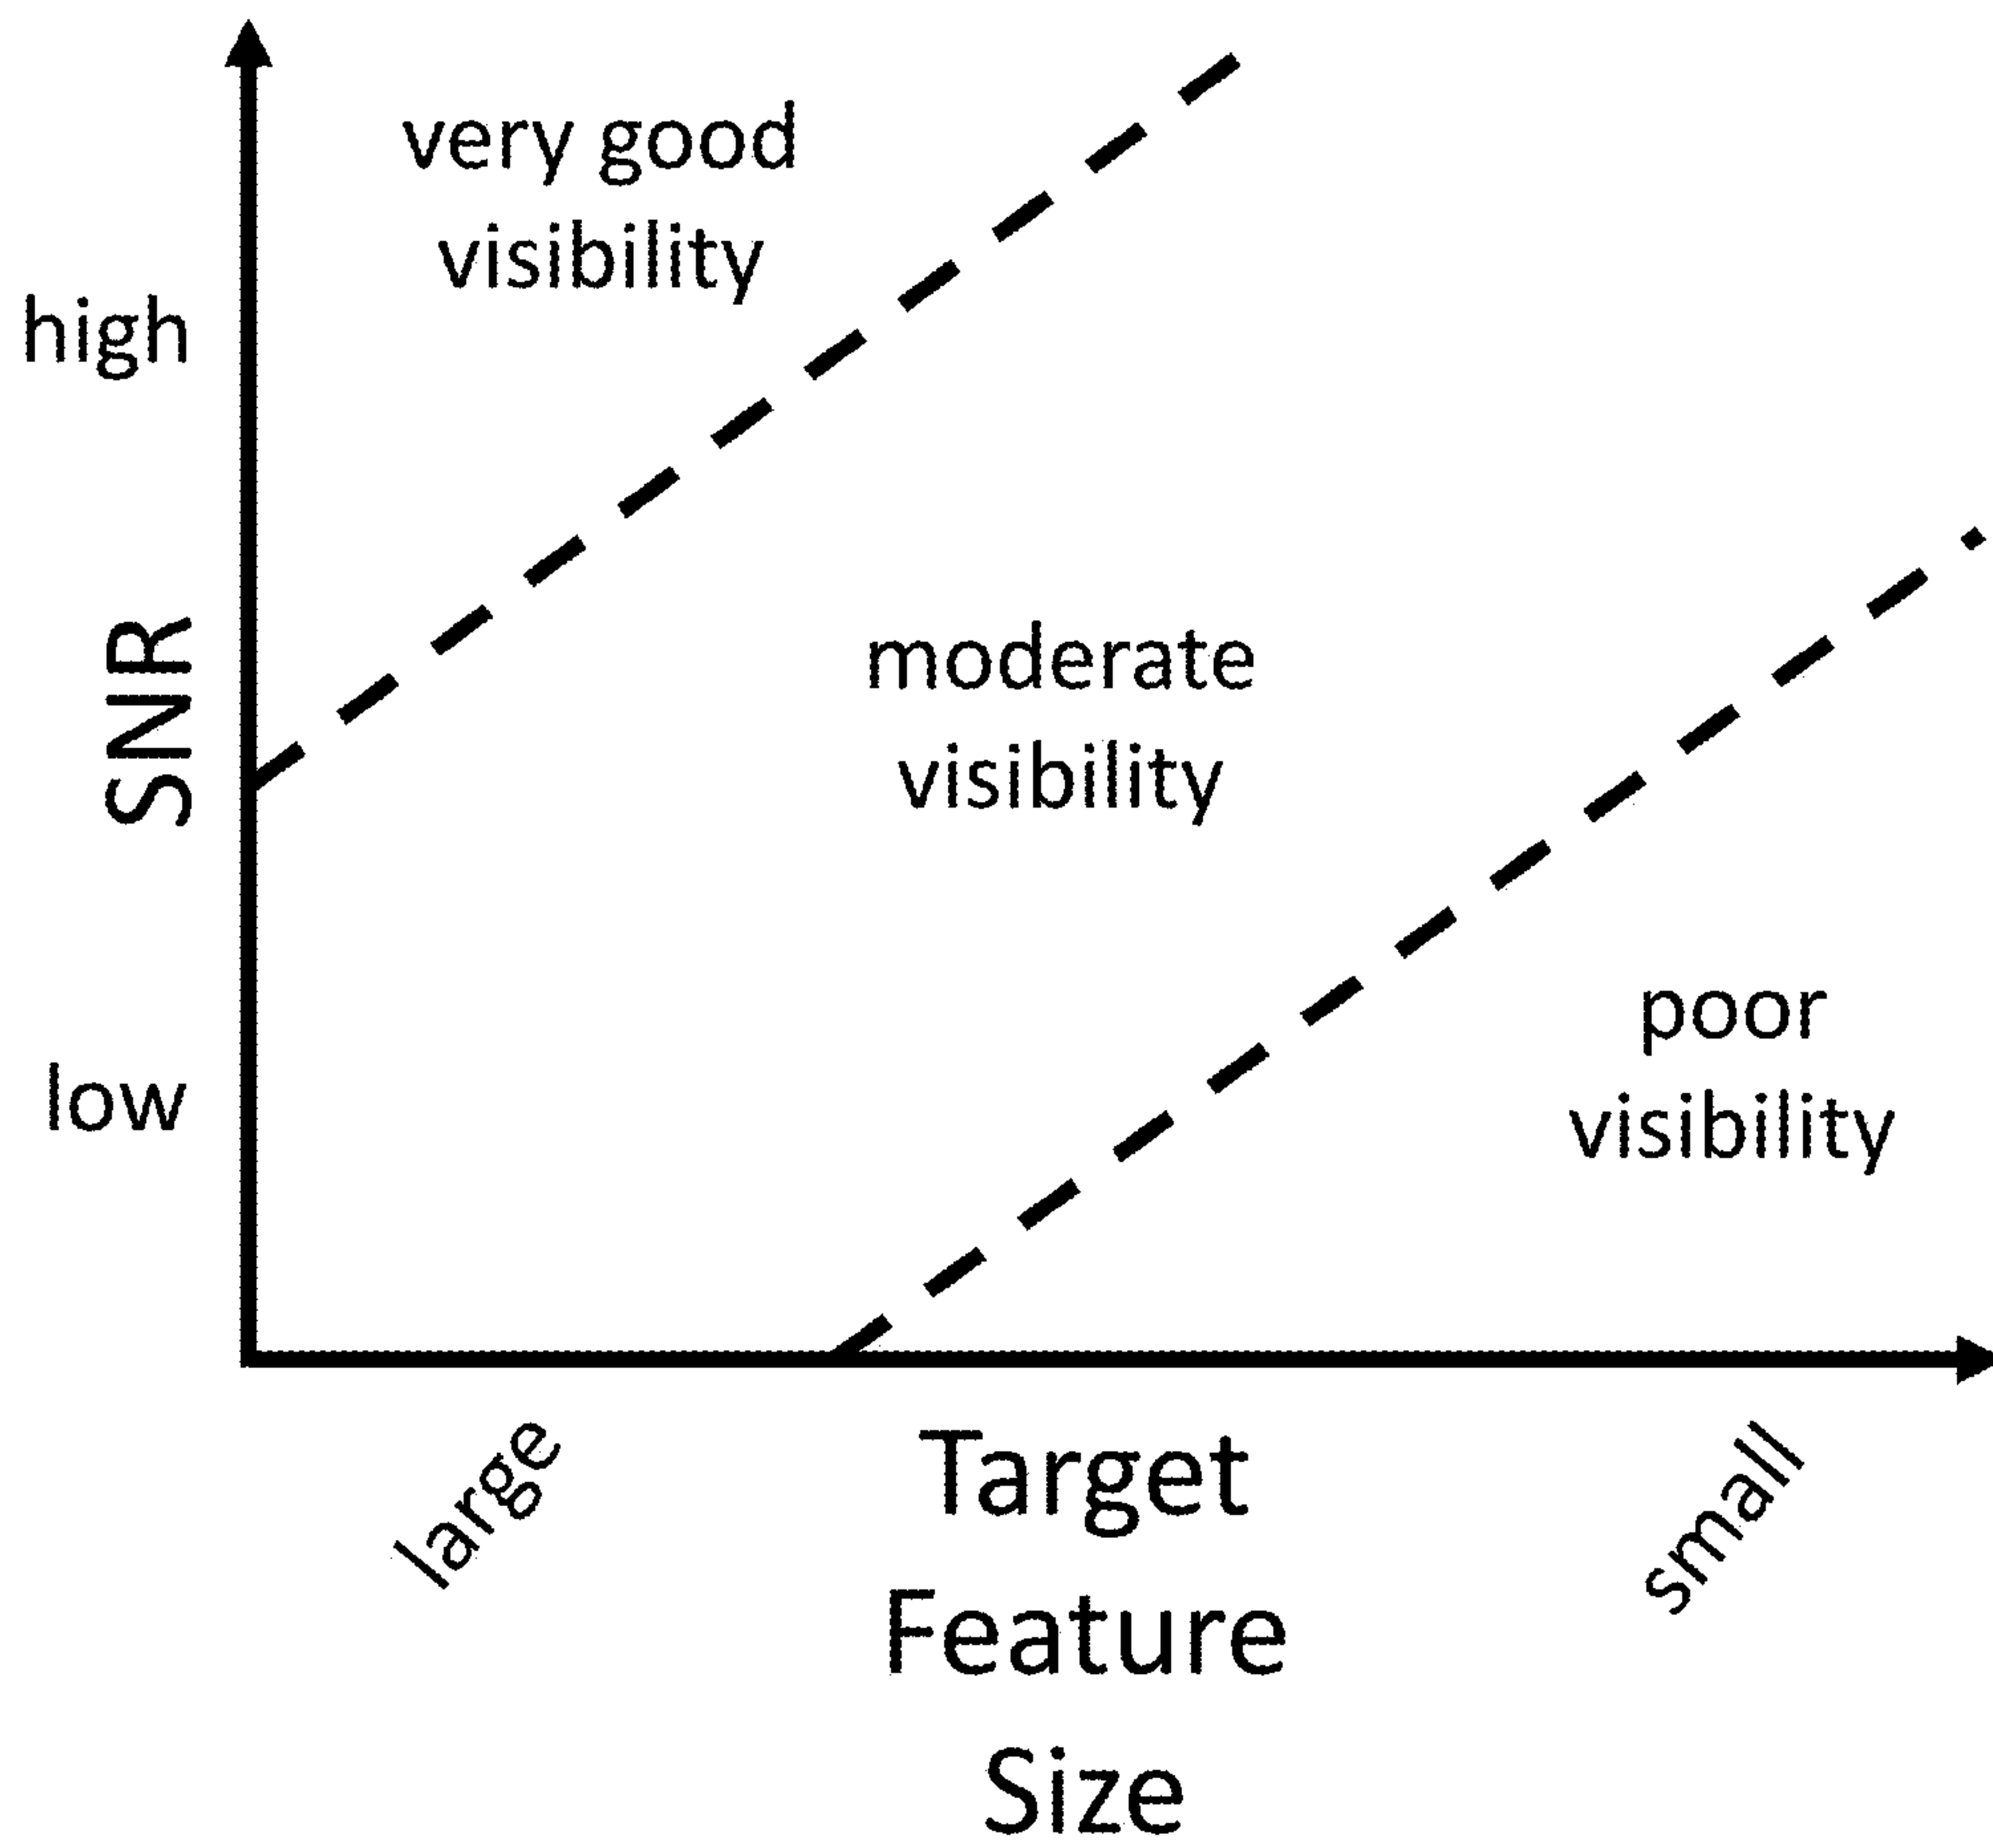 very good
visibility
high
SNR
moderate
visibility
low
poor
visibility
large
Target
Feature
Size
small